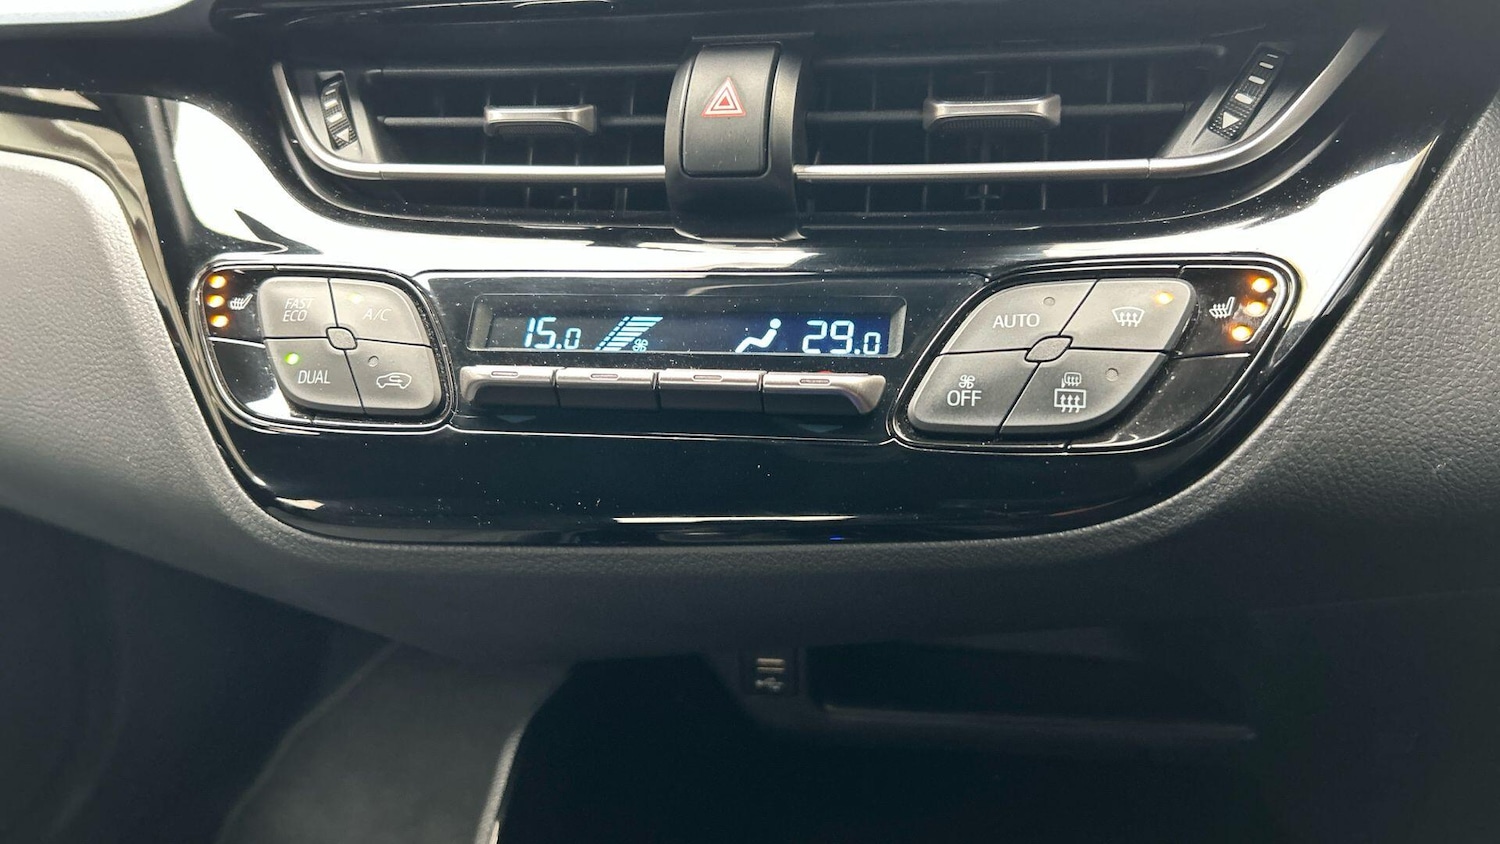 FAST
ECO
A/C
DUAL
15.0
29.0
AUTO
OFF